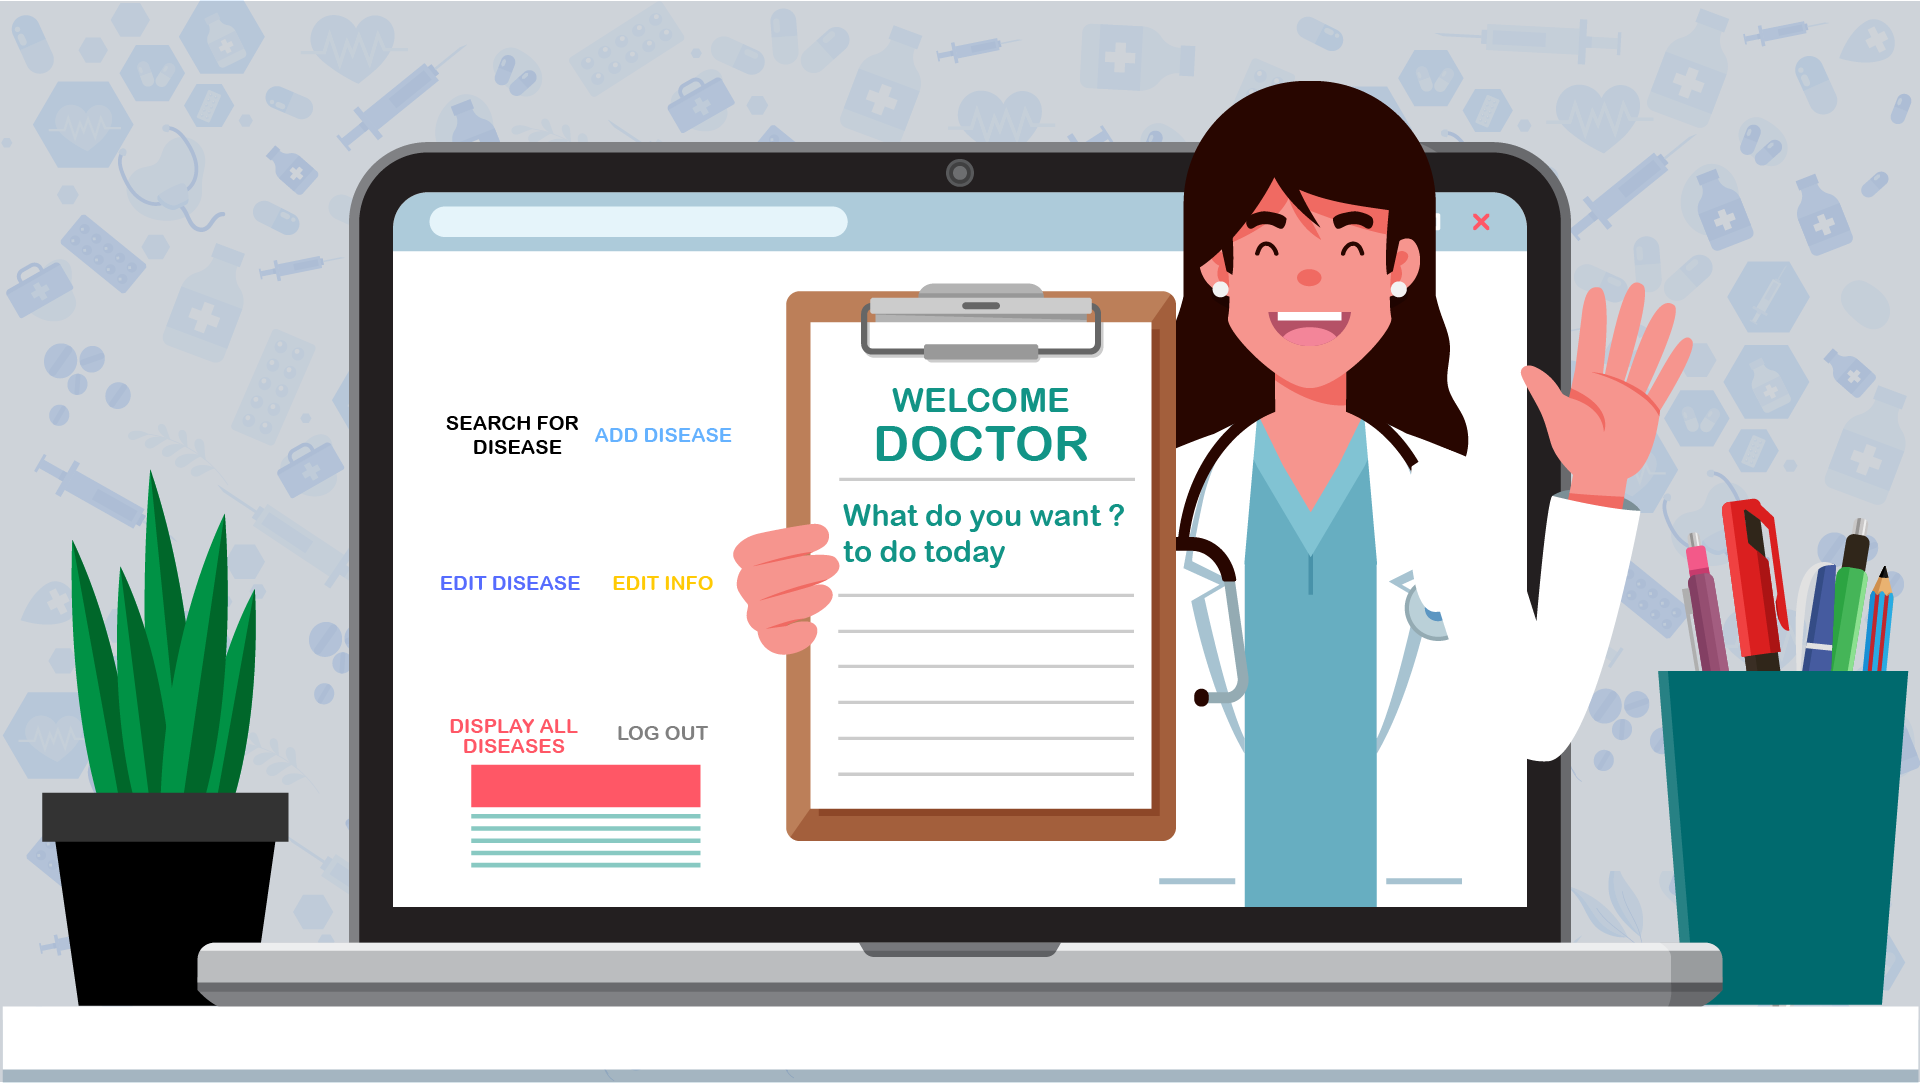 WELCOME
DOCTOR
What do you want ?
to do today
SEARCH FOR
DISEASE
ADD DISEASE
EDIT DISEASE
EDIT INFO
DISPLAY ALL
DISEASES
LOG OUT